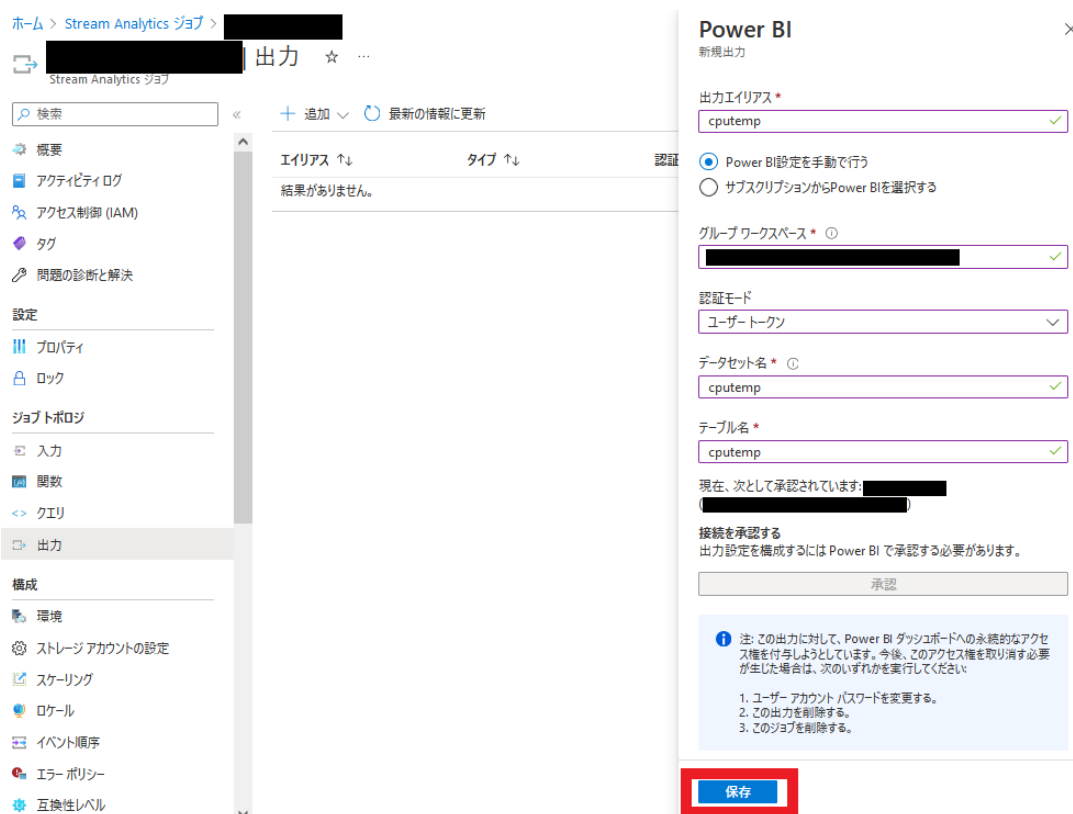 ホーム > Stream Analytics ジョブ >
| 出力 ☆ …
Stream Analytics ジョブ
検索 «
概要
アクティビティ ログ
アクセス制御 (IAM)
タグ
問題の診断と解決
設定
プロパティ
ロック
ジョブ トポロジ
入力
関数
クエリ
出力
構成
環境
ストレージ アカウントの設定
スケーリング
ロケール
イベント順序
エラー ポリシー
互換性レベル
+ 追加 最新の情報に更新
エイリアス ↑↓ タイプ ↑↓ 認証
結果がありません。
Power BI
新規出力
出力エイリアス *
cputemp
Power BI設定を手動で行う
サブスクリプションからPower BIを選択する
グループ ワークスペース *
認証モード
ユーザー トークン
データセット名 *
cputemp
テーブル名 *
cputemp
現在、次として承認されています:
( )
接続を承認する
出力設定を構成するには Power BI で承認する必要があります。
承認
注: この出力に対して、Power BI ダッシュボードへの永続的なアクセ
ス権を付与しようとしています。今後、このアクセス権を取り消す必要
が生じた場合は、次のいずれかを実行してください:
1. ユーザー アカウント パスワードを変更する。
2. この出力を削除する。
3. このジョブを削除する。
保存